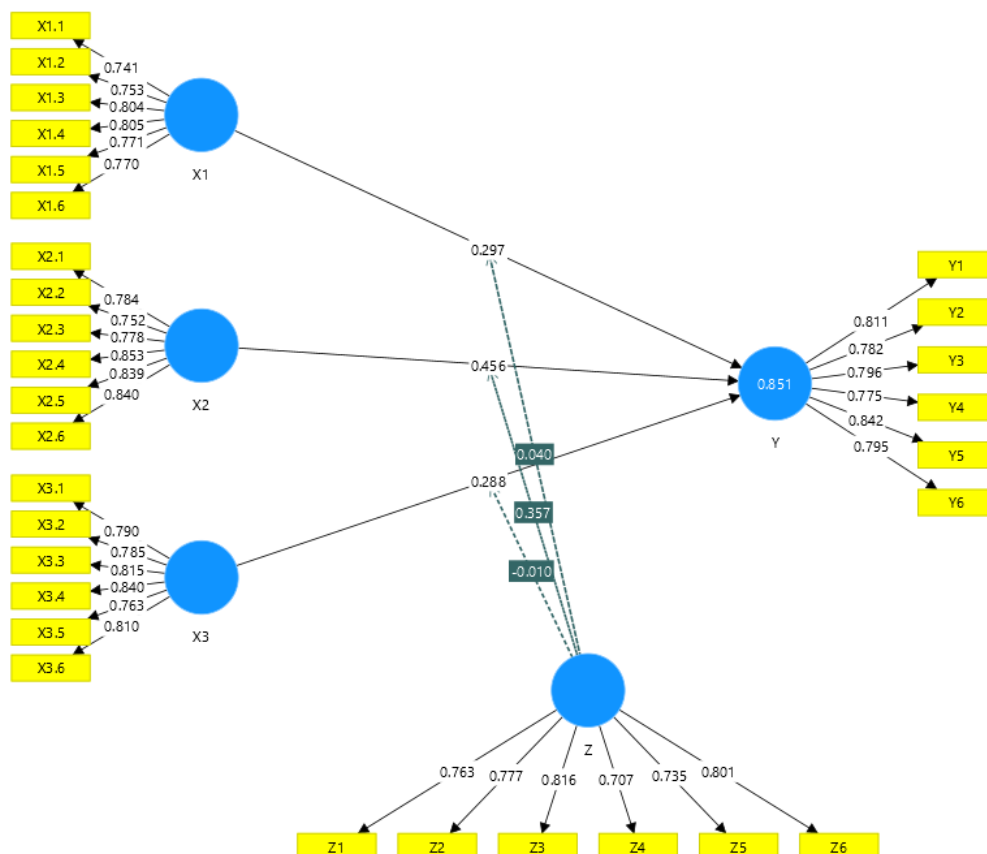 X1.1
X1.2
X1.3
X1.4
X1.5
X1.6
0.741
0.753
0.804
0.805
0.771
0.770
X1
X2.1
X2.2
X2.3
X2.4
X2.5
X2.6
0.784
0.752
0.778
0.853
0.839
0.840
X2
X3.1
X3.2
X3.3
X3.4
X3.5
X3.6
0.790
0.785
0.815
0.840
0.763
0.810
X3
0.297
0.456
0.288
0.040
0.357
-0.010
0.851
Y
0.811
0.782
0.796
0.775
0.842
0.795
Y1
Y2
Y3
Y4
Y5
Y6
Z
0.763
0.777
0.816
0.707
0.735
0.801
Z1
Z2
Z3
Z4
Z5
Z6